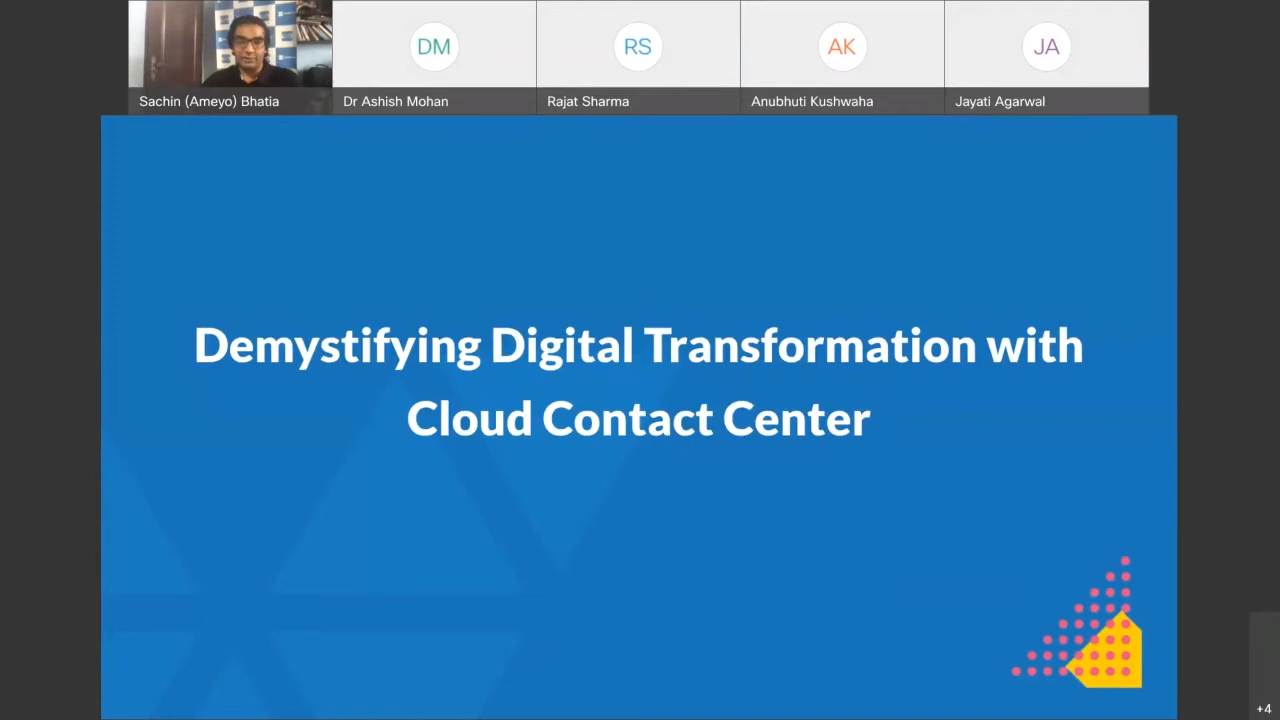 DM
RS
AK
JA
Sachin (Ameyo) Bhatia
Dr Ashish Mohan
Rajat Sharma
Anubhuti Kushwaha
Jayati Agarwal
Demystifying Digital Transformation with
Cloud Contact Center
+4